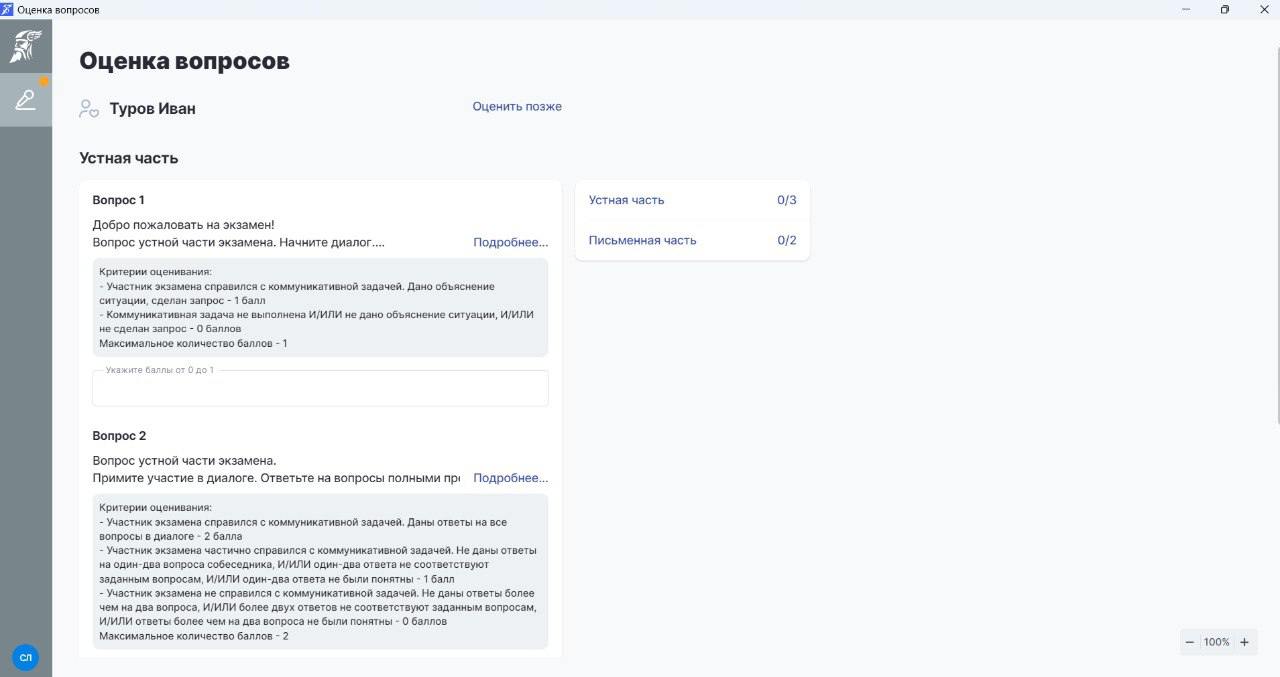 Оценка вопросов
Оценка вопросов
Туров Иван
Оценить позже
Устная часть
Вопрос 1
Добро пожаловать на экзамен!
Вопрос устной части экзамена. Начните диалог....
Подробнее...
Критерии оценивания:
- Участник экзамена справился с коммуникативной задачей. Дано объяснение
ситуации, сделан запрос - 1 балл
- Коммуникативная задача не выполнена И/ИЛИ не дано объяснение ситуации, И/ИЛИ
не сделан запрос - 0 баллов
Максимальное количество баллов - 1
Укажите баллы от 0 до 1
Вопрос 2
Вопрос устной части экзамена.
Примите участие в диалоге. Ответьте на вопросы полными пре
Подробнее...
Критерии оценивания:
- Участник экзамена справился с коммуникативной задачей. Даны ответы на все
вопросы в диалоге - 2 балла
- Участник экзамена частично справился с коммуникативной задачей. Не даны ответы
на один-два вопроса собеседника, И/ИЛИ один-два ответа не соответствуют
заданным вопросам, И/ИЛИ один-два ответа не были понятны - 1 балл
- Участник экзамена не справился с коммуникативной задачей. Не даны ответы более
чем на два вопроса, И/ИЛИ более двух ответов не соответствуют заданным вопросам,
И/ИЛИ ответы более чем на два вопроса не были понятны - 0 баллов
Максимальное количество баллов - 2
Устная часть 0/3
Письменная часть 0/2
СЛ
100%